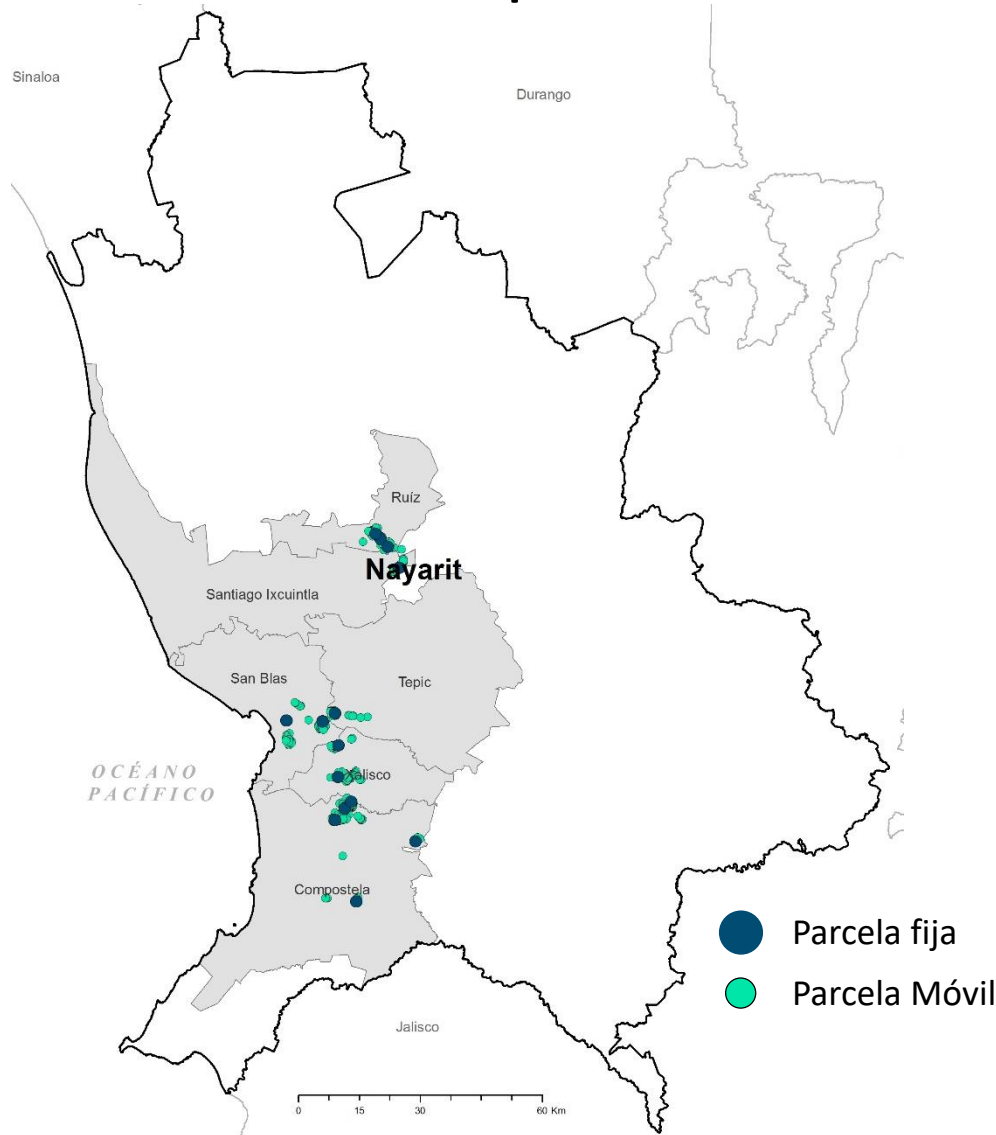 Sinaloa
Durango
Ruíz
Nayarit
Santiago Ixcuintla
San Blas
Tepic
Xalisco
OCÉANO
PACÍFICO
Compostela
Parcela fija
Parcela Móvil
Jalisco
0 15 30 60 Km